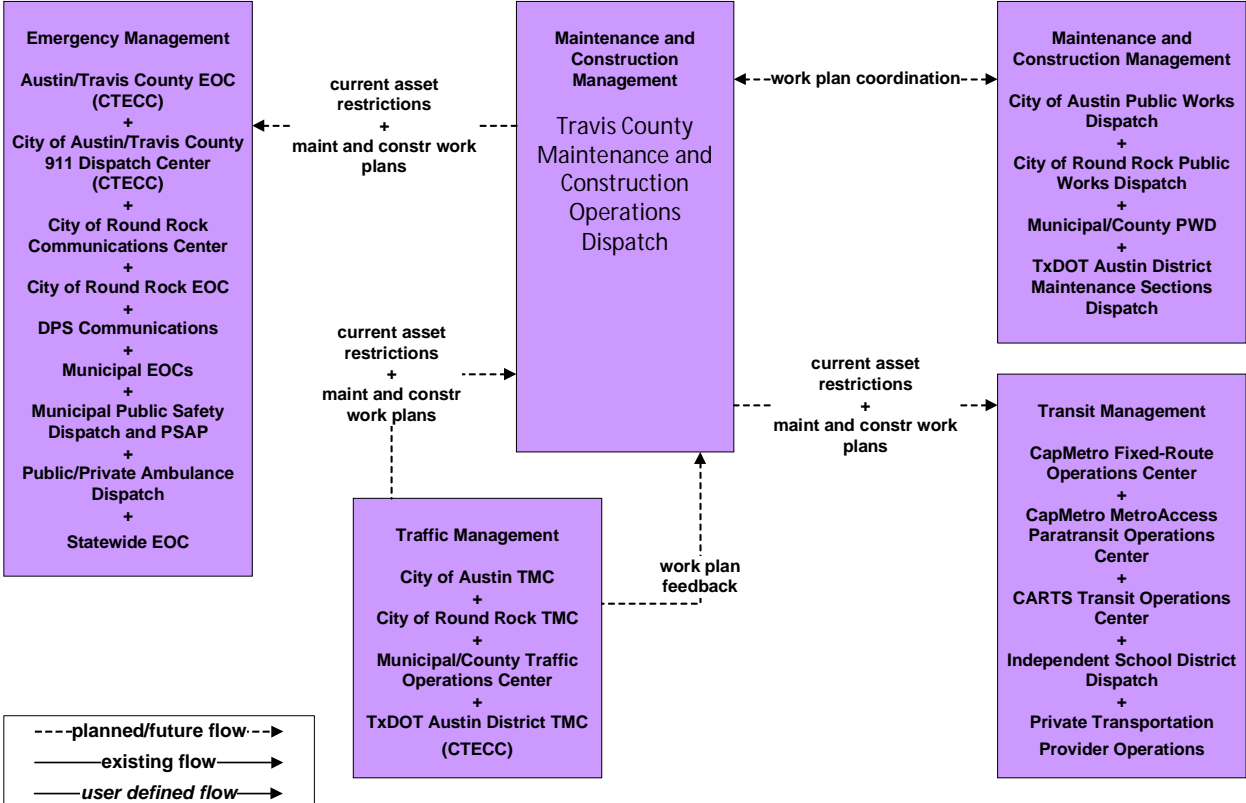 Emergency Management
Austin/Travis County EOC
(CTECC)
+
City of Austin/Travis County
911 Dispatch Center
(CTECC)
+
City of Round Rock
Communications Center
+
City of Round Rock EOC
+
DPS Communications
+
Municipal EOCs
+
Municipal Public Safety
Dispatch and PSAP
+
Public/Private Ambulance
Dispatch
+
Statewide EOC
current asset
restrictions
+
maint and constr work
plans
Maintenance and
Construction
Management
Travis County
Maintenance and
Construction
Operations
Dispatch
work plan coordination
Maintenance and
Construction Management
City of Austin Public Works
Dispatch
+
City of Round Rock Public
Works Dispatch
+
Municipal/County PWD
+
TxDOT Austin District
Maintenance Sections
Dispatch
current asset
restrictions
+
maint and constr
work plans
current asset
restrictions
+
maint and constr work
plans
Transit Management
CapMetro Fixed-Route
Operations Center
+
CapMetro MetroAccess
Paratransit Operations
Center
+
CARTS Transit Operations
Center
+
Independent School District
Dispatch
+
Private Transportation
Provider Operations
Traffic Management
City of Austin TMC
+
City of Round Rock TMC
+
Municipal/County Traffic
Operations Center
+
TxDOT Austin District TMC
(CTECC)
work plan
feedback
planned/future flow
existing flow
user defined flow